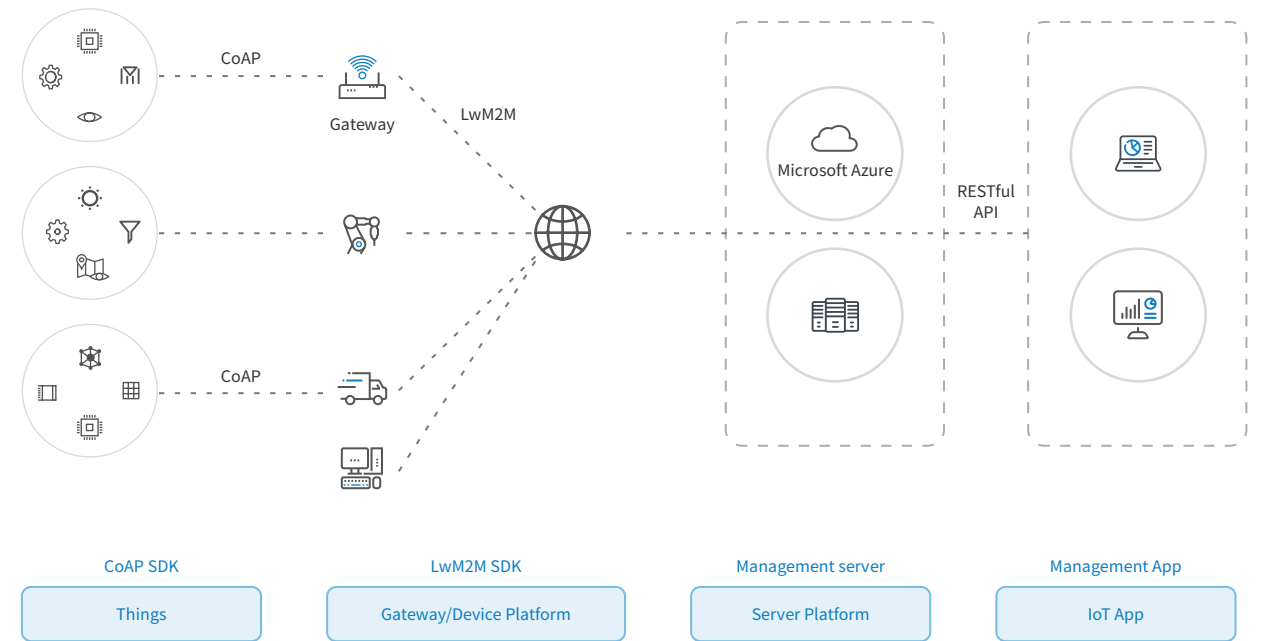 CoAP
Gateway
LwM2M
Microsoft Azure
RESTful
API
CoAP
CoAP SDK
LwM2M SDK
Management server
Management App
Things
Gateway/Device Platform
Server Platform
IoT App